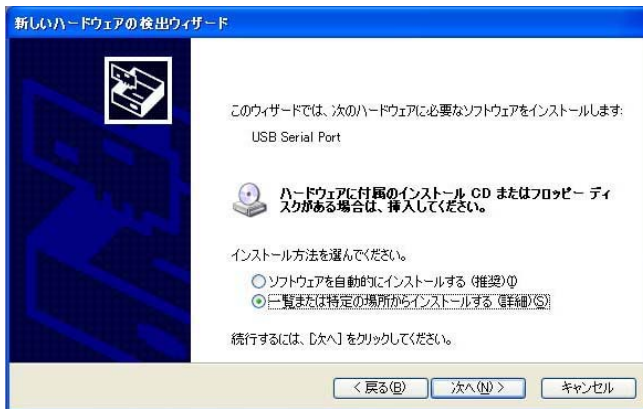 新しいハードウェアの検出ウィザード
このウィザードでは、次のハードウェアに必要なソフトウェアをインストールします:
USB Serial Port
ハードウェアに付属のインストール CD またはフロッピー ディ
スクがある場合は、挿入してください。
インストール方法を選んでください。
ソフトウェアを自動的にインストールする (推奨)(I)
一覧または特定の場所からインストールする (詳細)(S)
続行するには、[次へ] をクリックしてください。
< 戻る(B)
次へ(N) >
キャンセル